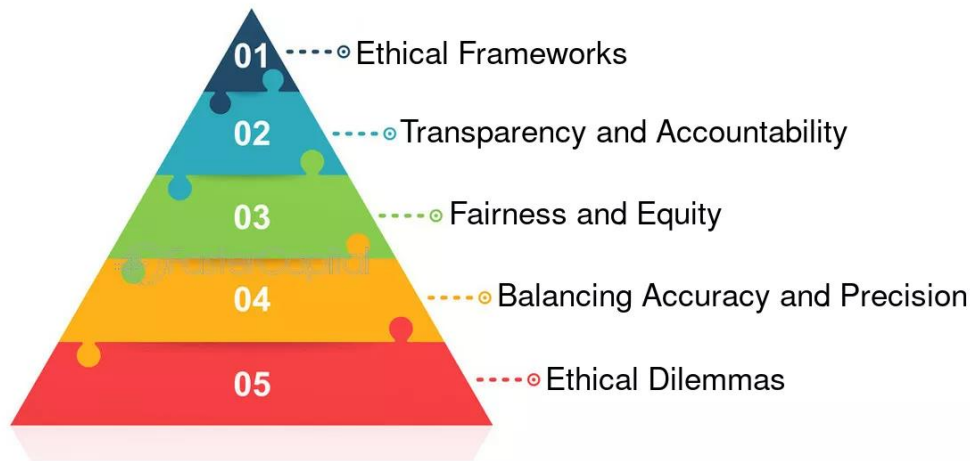 01 Ethical Frameworks
02 Transparency and Accountability
03 Fairness and Equity
04 Balancing Accuracy and Precision
05 Ethical Dilemmas